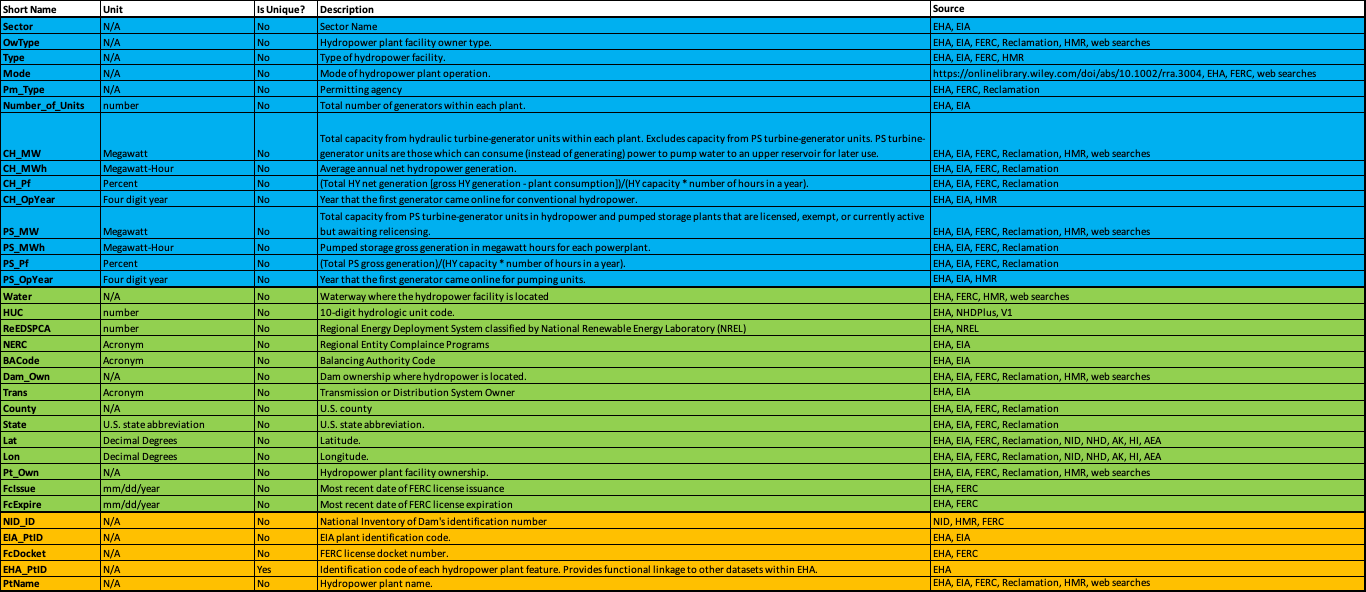 Short Name Unit Is Unique? Description Source
Sector N/A No Sector Name EHA, EIA
OwType N/A No Hydropower plant facility owner type. EHA, EIA, FERC, Reclamation, HMR, web searches
Type N/A No Type of hydropower facility. EHA, EIA, FERC, HMR
Mode N/A No Mode of hydropower plant operation. https://onlinelibrary.wiley.com/doi/abs/10.1002/rra.3004, EHA, FERC, web searches
Pm_Type N/A No Permitting agency EHA, FERC, Reclamation
Number_of_Units number No Total number of generators within each plant. EHA, EIA
Total capacity from hydraulic turbine-generator units within each plant. Excludes capacity from PS turbine-generator units. PS turbine-
CH_MW Megawatt No generator units are those which can consume (instead of generating) power to pump water to an upper reservoir for later use. EHA, EIA, FERC, Reclamation, HMR, web searches
CH_MWh Megawatt-Hour No Average annual net hydropower generation. EHA, EIA, FERC, Reclamation
CH_Pf Percent No (Total HY net generation [gross HY generation - plant consumption])/(HY capacity * number of hours in a year). EHA, EIA, FERC, Reclamation
CH_OpYear Four digit year No Year that the first generator came online for conventional hydropower. EHA, EIA, HMR
Total capacity from PS turbine-generator units in hydropower and pumped storage plants that are licensed, exempt, or currently active
PS_MW Megawatt No but awaiting relicensing. EHA, EIA, FERC, Reclamation, HMR, web searches
PS_MWh Megawatt-Hour No Pumped storage gross generation in megawatt hours for each powerplant. EHA, EIA, FERC, Reclamation
PS_Pf Percent No (Total PS gross generation)/(HY capacity * number of hours in a year). EHA, EIA, FERC, Reclamation
PS_OpYear Four digit year No Year that the first generator came online for pumping units. EHA, EIA, HMR
Water N/A No Waterway where the hydropower facility is located EHA, FERC, HMR, web searches
HUC number No 10-digit hydrologic unit code. EHA, NHDPlus, V1
ReEDSPCA number No Regional Energy Deployment System classified by National Renewable Energy Laboratory (NREL) EHA, NREL
NERC Acronym No Regional Entity Complaince Programs EHA, EIA
BACode Acronym No Balancing Authority Code EHA, EIA
Dam_Own N/A No Dam ownership where hydropower is located. EHA, EIA, FERC, Reclamation, HMR, web searches
Trans Acronym No Transmission or Distribution System Owner EHA, EIA
County N/A No U.S. county EHA, EIA, FERC, Reclamation
State U.S. state abbreviation No U.S. state abbreviation. EHA, EIA, FERC, Reclamation
Lat Decimal Degrees No Latitude. EHA, EIA, FERC, Reclamation, NID, NHD, AK, HI, AEA
Lon Decimal Degrees No Longitude. EHA, EIA, FERC, Reclamation, NID, NHD, AK, HI, AEA
Pt_Own N/A No Hydropower plant facility ownership. EHA, EIA, FERC, Reclamation, HMR, web searches
FcIssue mm/dd/year No Most recent date of FERC license issuance EHA, FERC
FcExpire mm/dd/year No Most recent date of FERC license expiration EHA, FERC
NID_ID N/A No National Inventory of Dam's identification number NID, HMR, FERC
EIA_PtID N/A No EIA plant identification code. EHA, EIA
FcDocket N/A No FERC license docket number. EHA, FERC
EHA_PtID N/A Yes Identification code of each hydropower plant feature. Provides functional linkage to other datasets within EHA. EHA
PtName N/A No Hydropower plant name. EHA, EIA, FERC, Reclamation, HMR, web searches